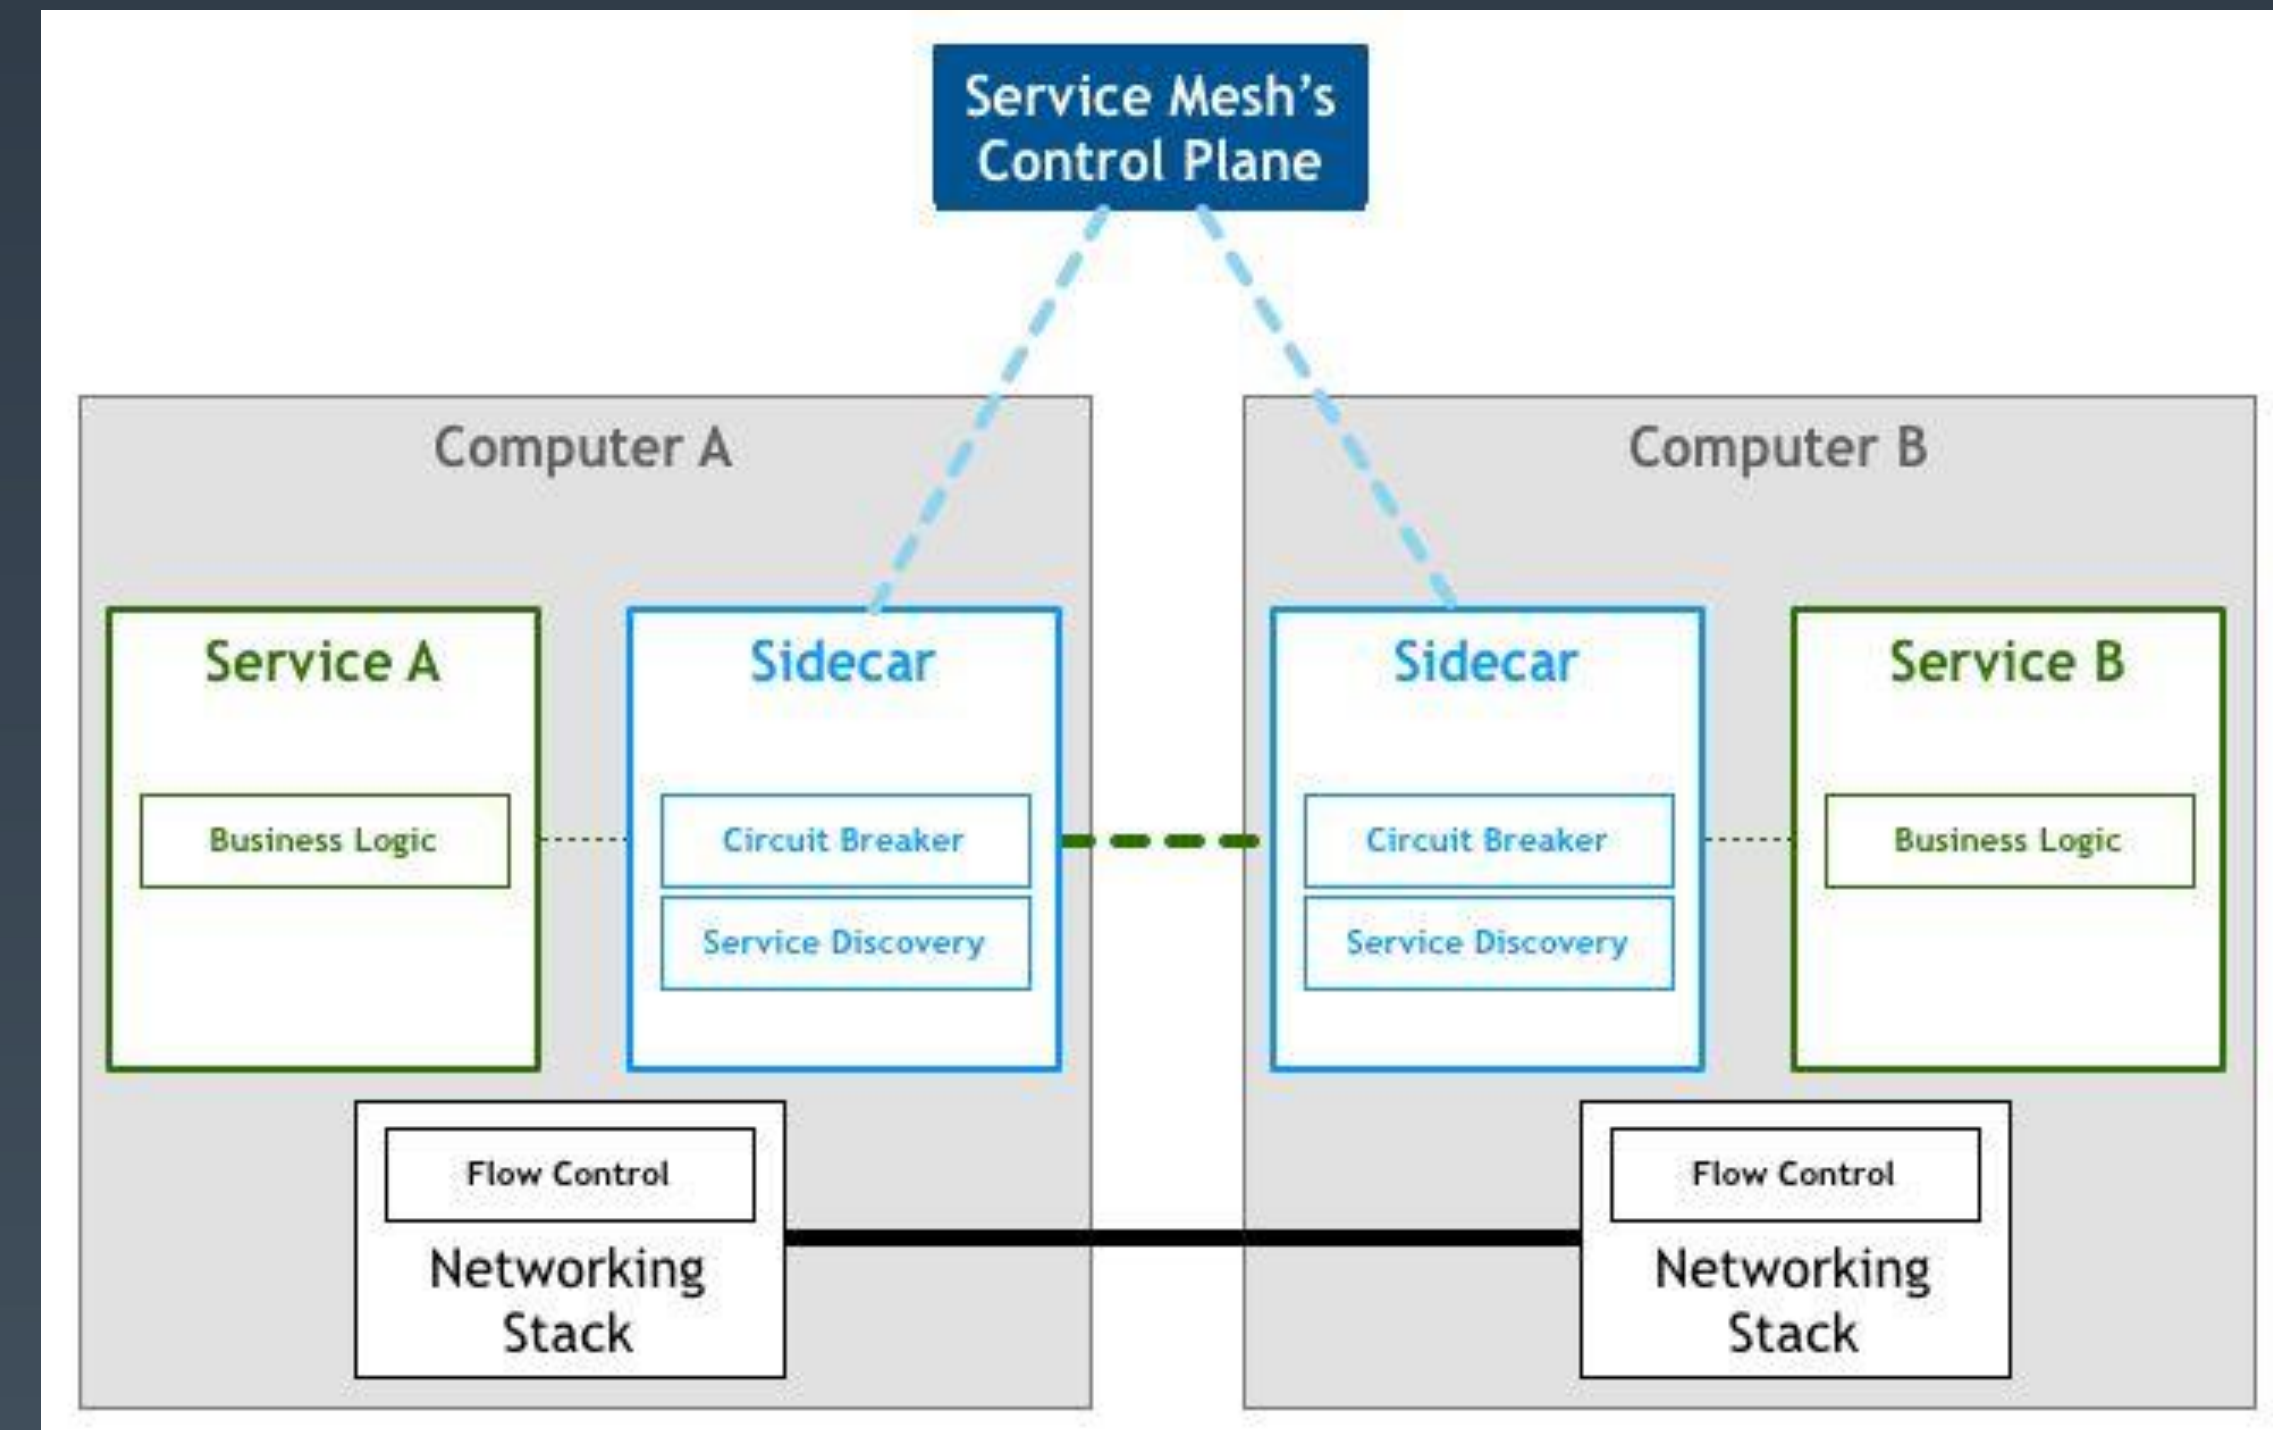 Service Mesh's
Control Plane
Computer A
Computer B
Service A
Sidecar
Sidecar
Service B
Business Logic
Circuit Breaker
Circuit Breaker
Business Logic
Service Discovery
Service Discovery
Flow Control
Flow Control
Networking
Stack
Networking
Stack